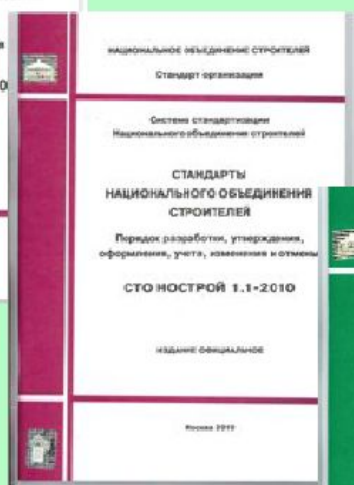 НАЦИОНАЛЬНОЕ ОБЪЕДИНЕНИЕ СТРОИТЕЛЕЙ
Стандарт организации
Система стандартизации
Национального объединения строителей
СТАНДАРТЫ
НАЦИОНАЛЬНОГО ОБЪЕДИНЕНИЯ
СТРОИТЕЛЕЙ
Порядок разработки, утверждения,
оформления, учета, изменения и отмены
СТО НОСТРОЙ 1.1-2010
ИЗДАНИЕ ОФИЦИАЛЬНОЕ
Москва 2010